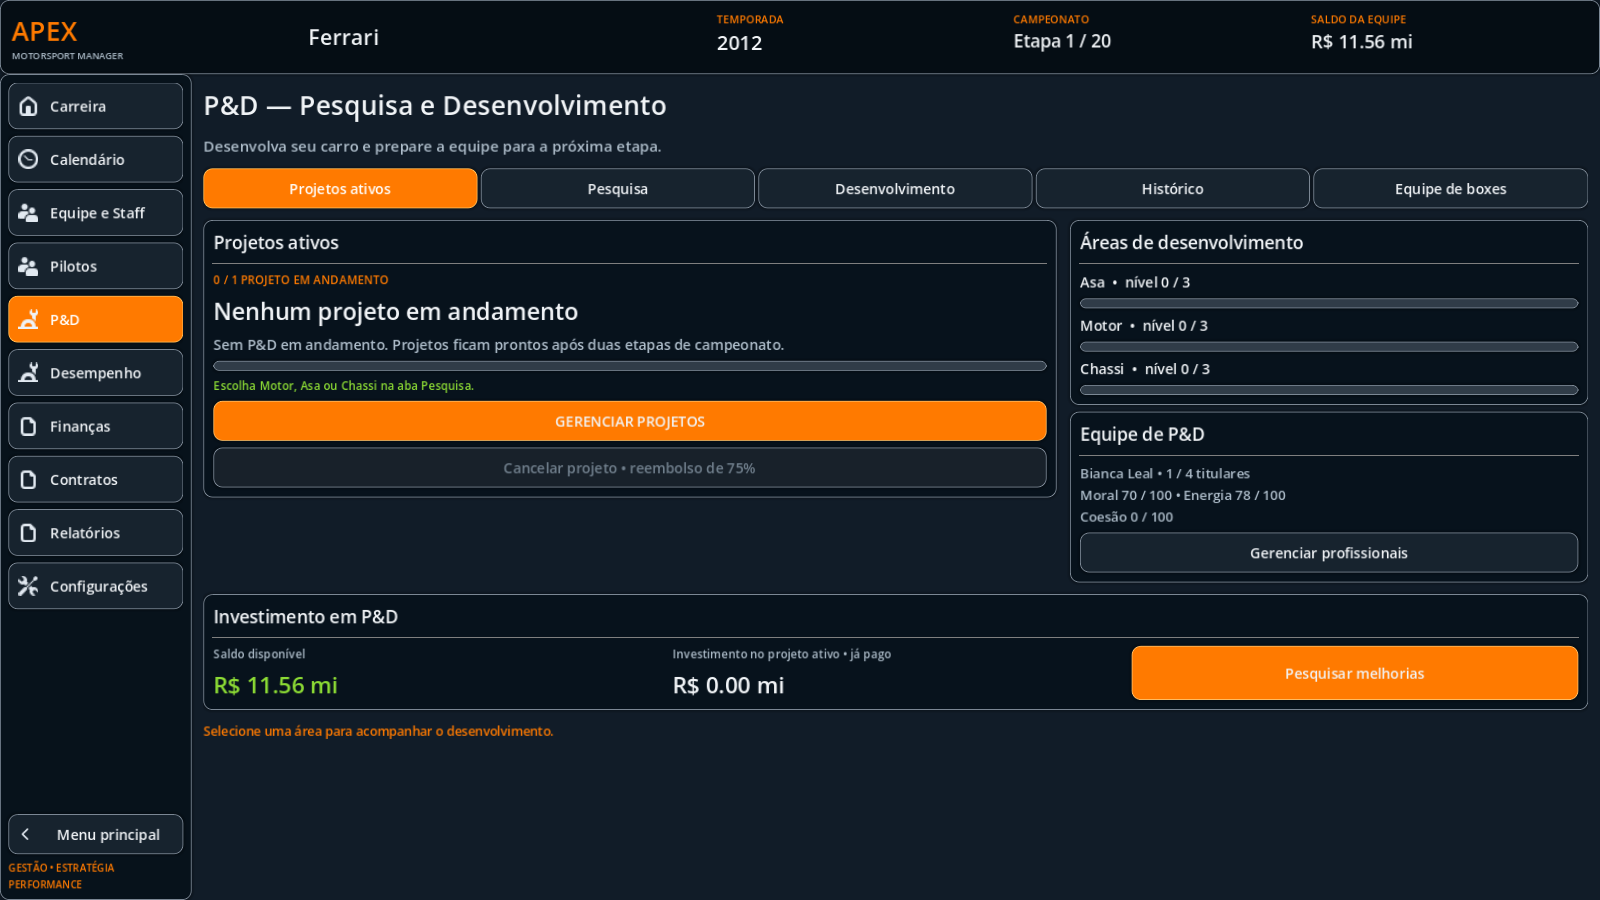 APEX
MOTORSPORT MANAGER
Ferrari
TEMPORADA
2012
CAMPEONATO
Etapa 1 / 20
SALDO DA EQUIPE
R$ 11.56 mi
Carreira
Calendário
Equipe e Staff
Pilotos
P&D
Desempenho
Finanças
Contratos
Relatórios
Configurações
Menu principal
GESTÃO • ESTRATÉGIA
PERFORMANCE
P&D — Pesquisa e Desenvolvimento
Desenvolva seu carro e prepare a equipe para a próxima etapa.
Projetos ativos
Pesquisa
Desenvolvimento
Histórico
Equipe de boxes
Projetos ativos
0 / 1 PROJETO EM ANDAMENTO
Nenhum projeto em andamento
Sem P&D em andamento. Projetos ficam prontos após duas etapas de campeonato.
Escolha Motor, Asa ou Chassi na aba Pesquisa.
GERENCIAR PROJETOS
Cancelar projeto • reembolso de 75%
Áreas de desenvolvimento
Asa • nível 0 / 3
Motor • nível 0 / 3
Chassi • nível 0 / 3
Equipe de P&D
Bianca Leal • 1 / 4 titulares
Moral 70 / 100 • Energia 78 / 100
Coesão 0 / 100
Gerenciar profissionais
Investimento em P&D
Saldo disponível
R$ 11.56 mi
Investimento no projeto ativo • já pago
R$ 0.00 mi
Pesquisar melhorias
Selecione uma área para acompanhar o desenvolvimento.